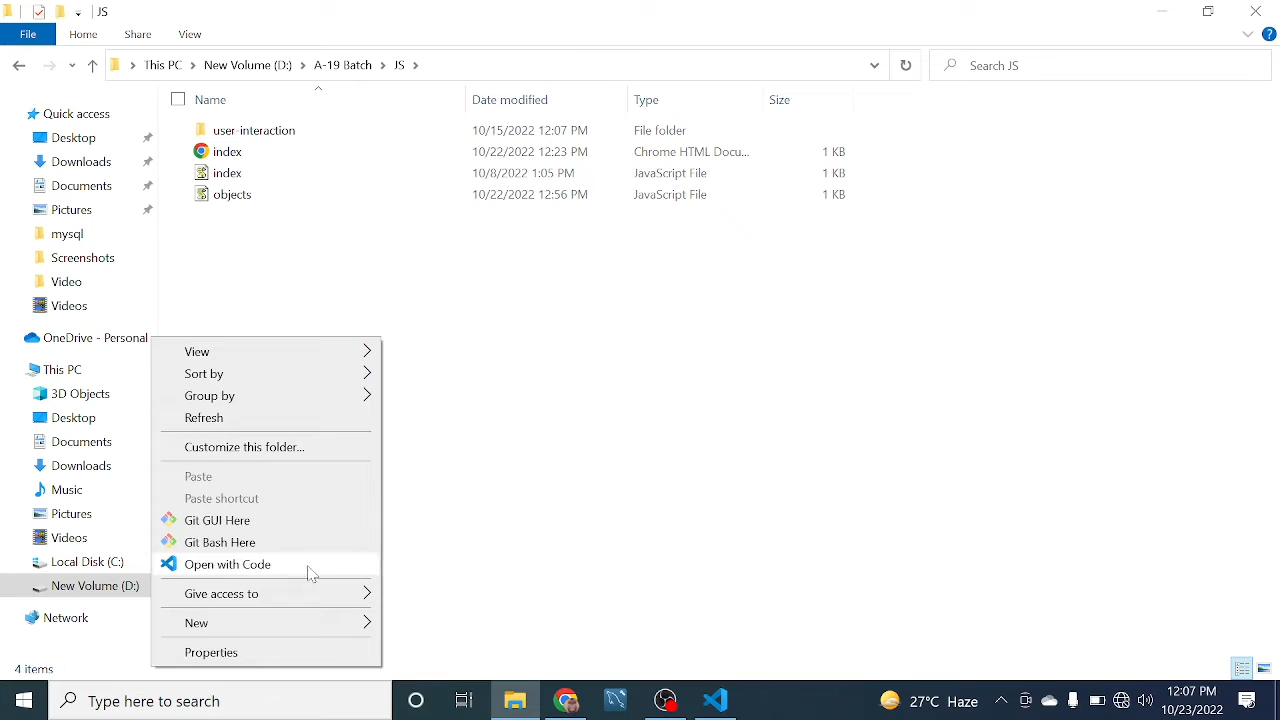 JS
File Home Share View
This PC New Volume (D:) A-19 Batch JS
Search JS
Name Date modified Type Size
user-interaction 10/15/2022 12:07 PM File folder
index 10/22/2022 12:23 PM Chrome HTML Docu... 1 KB
index 10/8/2022 1:05 PM JavaScript File 1 KB
objects 10/22/2022 12:56 PM JavaScript File 1 KB
Quick access
Desktop
Downloads
Documents
Pictures
mysql
Screenshots
Video
Videos
OneDrive - Personal
This PC
3D Objects
Desktop
Documents
Downloads
Music
Pictures
Videos
Local Disk (C:)
New Volume (D:)
Network
View
Sort by
Group by
Refresh
Customize this folder...
Paste
Paste shortcut
Git GUI Here
Git Bash Here
Open with Code
Give access to
New
Properties
4 items
Type here to search
27°C Haze
12:07 PM
10/23/2022